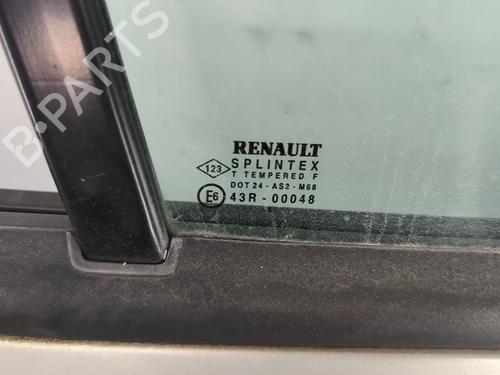 B-PARTS
RENAULT
123 SPLINTEX
T TEMPERED F
DOT 24 - AS2 - M68
E6 43R - 00048